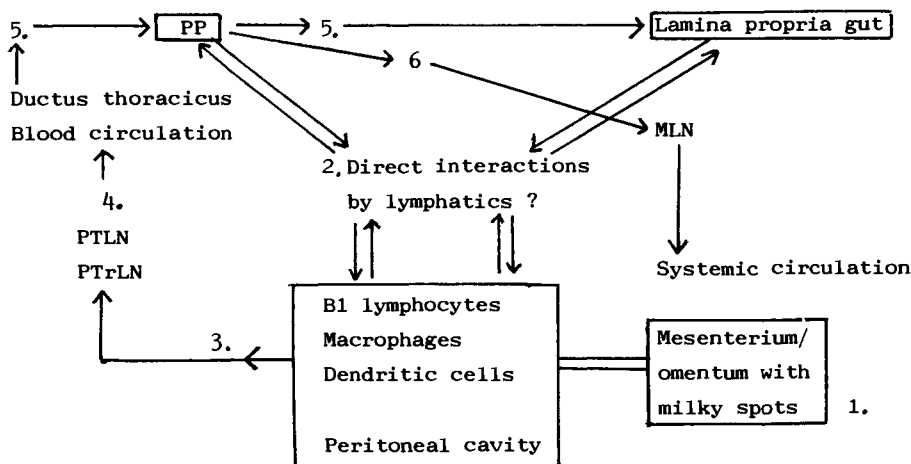 5.
PP
5.
Lamina propria gut
6
Ductus thoracicus
Blood circulation
MLN
2. Direct interactions
by lymphatics ?
4.
PTLN
PTrLN
Systemic circulation
3.
B1 lymphocytes
Macrophages
Dendritic cells
Peritoneal cavity
Mesenterium/
omentum with
milky spots
1.